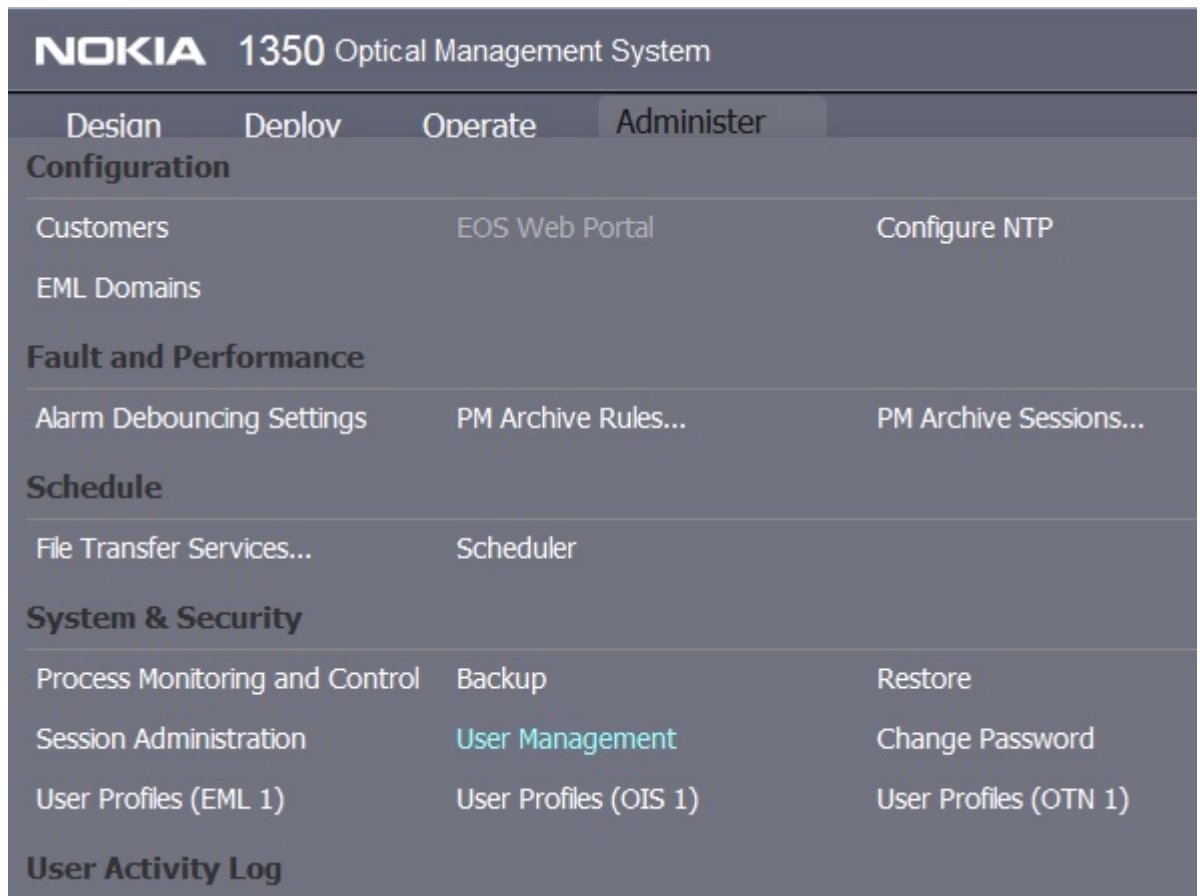 NOKIA 1350 Optical Management System
Design Deploy Operate Administer
Configuration
Customers EOS Web Portal Configure NTP
EML Domains
Fault and Performance
Alarm Debouncing Settings PM Archive Rules... PM Archive Sessions...
Schedule
File Transfer Services... Scheduler
System & Security
Process Monitoring and Control Backup Restore
Session Administration User Management Change Password
User Profiles (EML 1) User Profiles (OIS 1) User Profiles (OTN 1)
User Activity Log